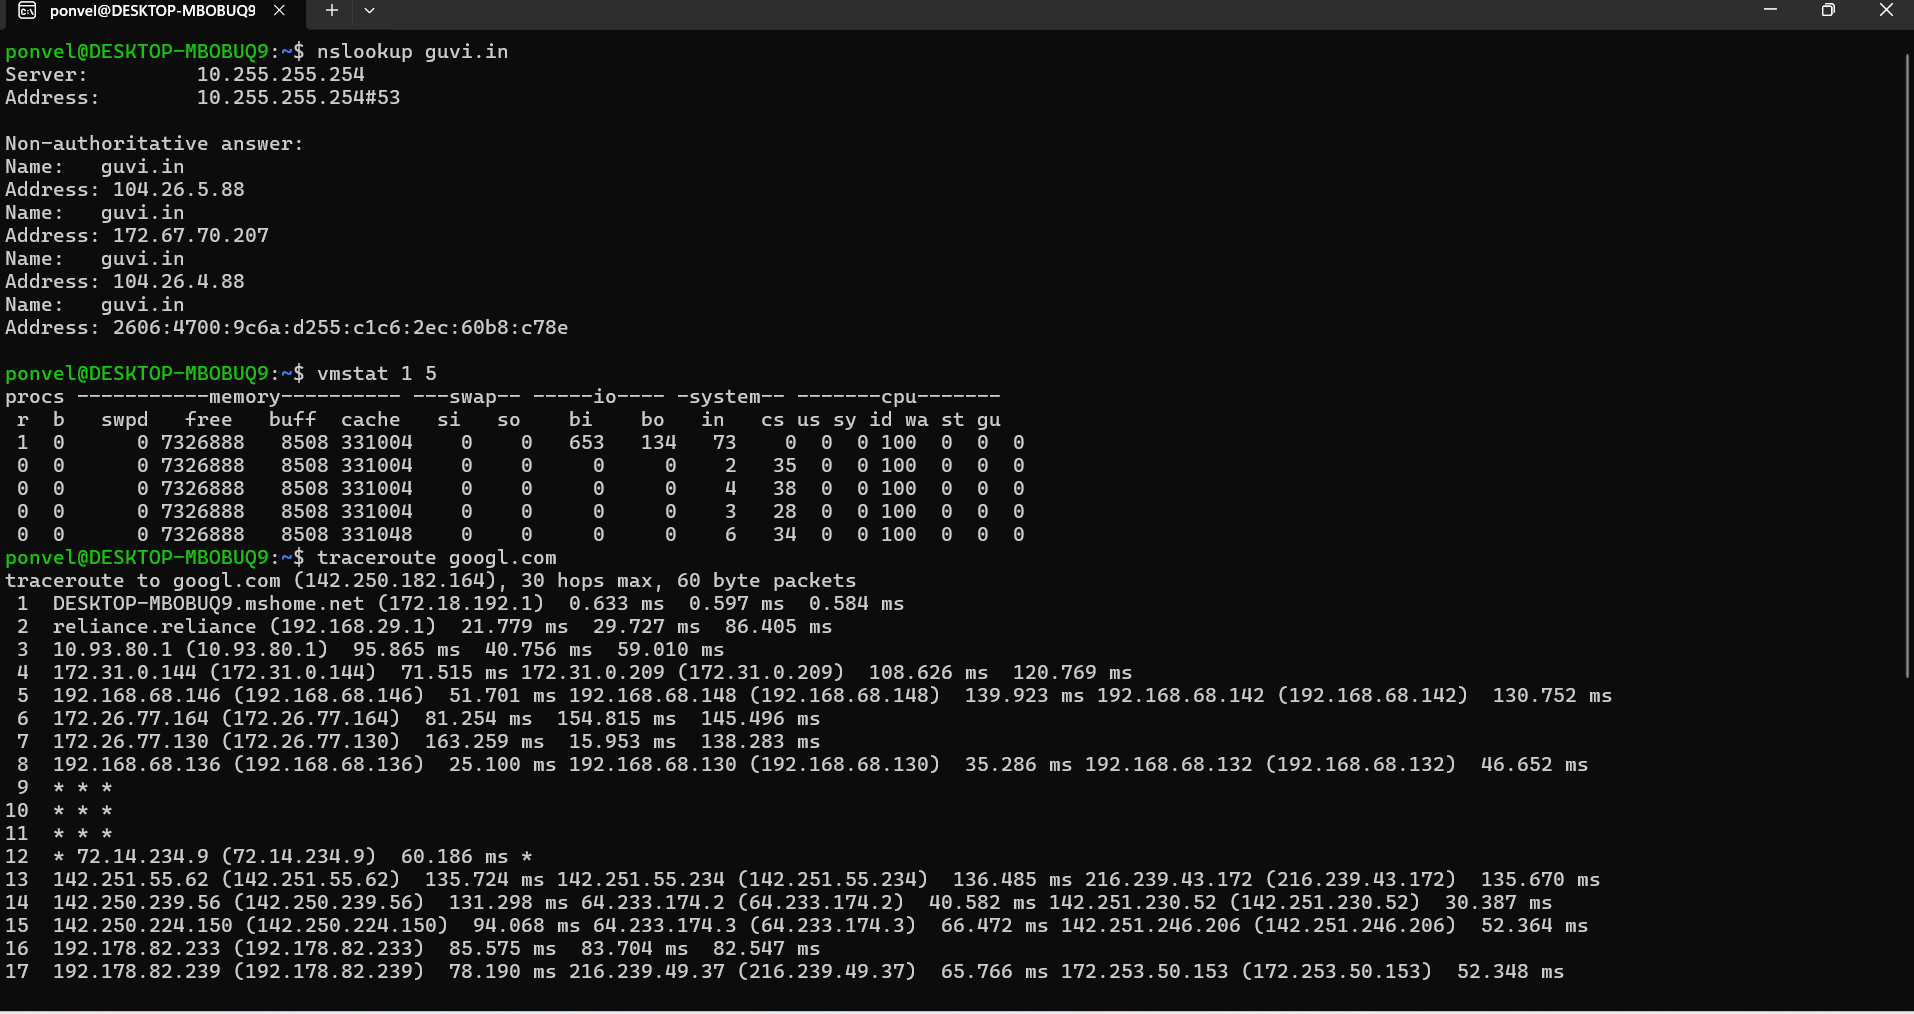 ponvel@DESKTOP-MBOBUQ9
ponvel@DESKTOP-MBOBUQ9:~$ nslookup guvi.in
Server:         10.255.255.254
Address:        10.255.255.254#53
Non-authoritative answer:
Name:   guvi.in
Address: 104.26.5.88
Name:   guvi.in
Address: 172.67.70.207
Name:   guvi.in
Address: 104.26.4.88
Name:   guvi.in
Address: 2606:4700:9c6a:d255:c1c6:2ec:60b8:c78e
ponvel@DESKTOP-MBOBUQ9:~$ vmstat 1 5
procs -----------memory---------- ---swap-- -----io---- -system-- -------cpu-------
 r  b   swpd   free   buff  cache   si   so    bi    bo   in   cs us sy id wa st gu
 1  0      0 7326888   8508 331004    0    0   653   134   73    0  0  0 100  0  0  0
 0  0      0 7326888   8508 331004    0    0     0     0    2   35  0  0 100  0  0  0
 0  0      0 7326888   8508 331004    0    0     0     0    4   38  0  0 100  0  0  0
 0  0      0 7326888   8508 331004    0    0     0     0    3   28  0  0 100  0  0  0
 0  0      0 7326888   8508 331048    0    0     0     0    6   34  0  0 100  0  0  0
ponvel@DESKTOP-MBOBUQ9:~$ traceroute googl.com
traceroute to googl.com (142.250.182.164), 30 hops max, 60 byte packets
 1  DESKTOP-MBOBUQ9.mshome.net (172.18.192.1)  0.633 ms  0.597 ms  0.584 ms
 2  reliance.reliance (192.168.29.1)  21.779 ms  29.727 ms  86.405 ms
 3  10.93.80.1 (10.93.80.1)  95.865 ms  40.756 ms  59.010 ms
 4  172.31.0.144 (172.31.0.144)  71.515 ms 172.31.0.209 (172.31.0.209)  108.626 ms  120.769 ms
 5  192.168.68.146 (192.168.68.146)  51.701 ms 192.168.68.148 (192.168.68.148)  139.923 ms 192.168.68.142 (192.168.68.142)  130.752 ms
 6  172.26.77.164 (172.26.77.164)  81.254 ms  154.815 ms  145.496 ms
 7  172.26.77.130 (172.26.77.130)  163.259 ms  15.953 ms  138.283 ms
 8  192.168.68.136 (192.168.68.136)  25.100 ms 192.168.68.130 (192.168.68.130)  35.286 ms 192.168.68.132 (192.168.68.132)  46.652 ms
 9  * * *
10  * * *
11  * * *
12  * 72.14.234.9 (72.14.234.9)  60.186 ms *
13  142.251.55.62 (142.251.55.62)  135.724 ms 142.251.55.234 (142.251.55.234)  136.485 ms 216.239.43.172 (216.239.43.172)  135.670 ms
14  142.250.239.56 (142.250.239.56)  131.298 ms 64.233.174.2 (64.233.174.2)  40.582 ms 142.251.230.52 (142.251.230.52)  30.387 ms
15  142.250.224.150 (142.250.224.150)  94.068 ms 64.233.174.3 (64.233.174.3)  66.472 ms 142.251.246.206 (142.251.246.206)  52.364 ms
16  192.178.82.233 (192.178.82.233)  85.575 ms  83.704 ms  82.547 ms
17  192.178.82.239 (192.178.82.239)  78.190 ms 216.239.49.37 (216.239.49.37)  65.766 ms 172.253.50.153 (172.253.50.153)  52.348 ms